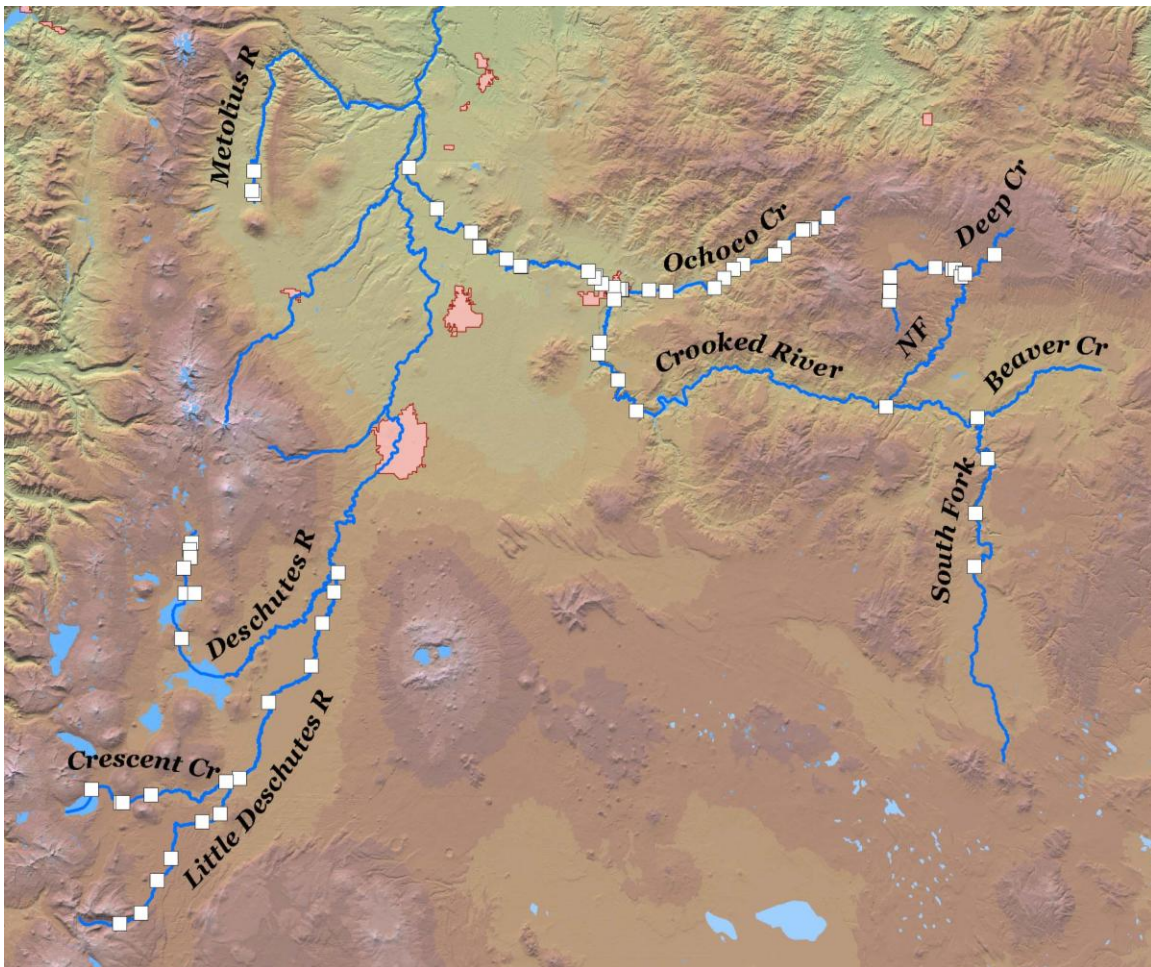 Metolius R
Deep Cr
Ochoco Cr
NF
Crooked River
Beaver Cr
South Fork
Deschutes R
Crescent Cr
Little Deschutes R